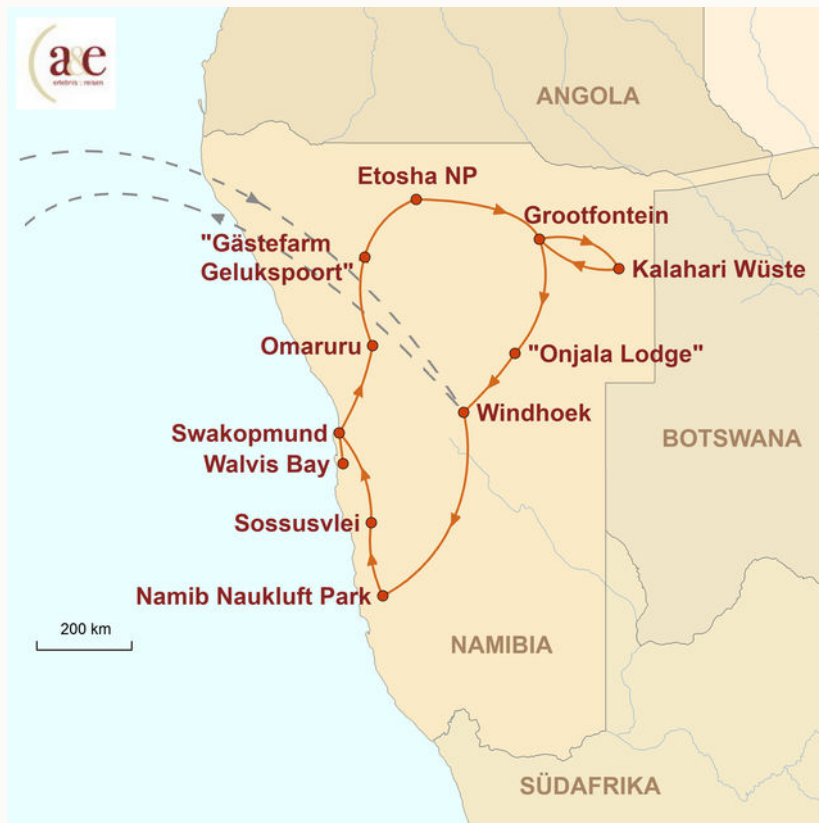 a&e
erlebnis : reisen
ANGOLA
Etosha NP
Grootfontein
"Gästefarm
Gelukspoort"
Kalahari Wüste
Omaruru
"Onjala Lodge"
Windhoek
Swakopmund
BOTSWANA
Walvis Bay
Sossusvlei
Namib Naukluft Park
200 km
NAMIBIA
SÜDAFRIKA